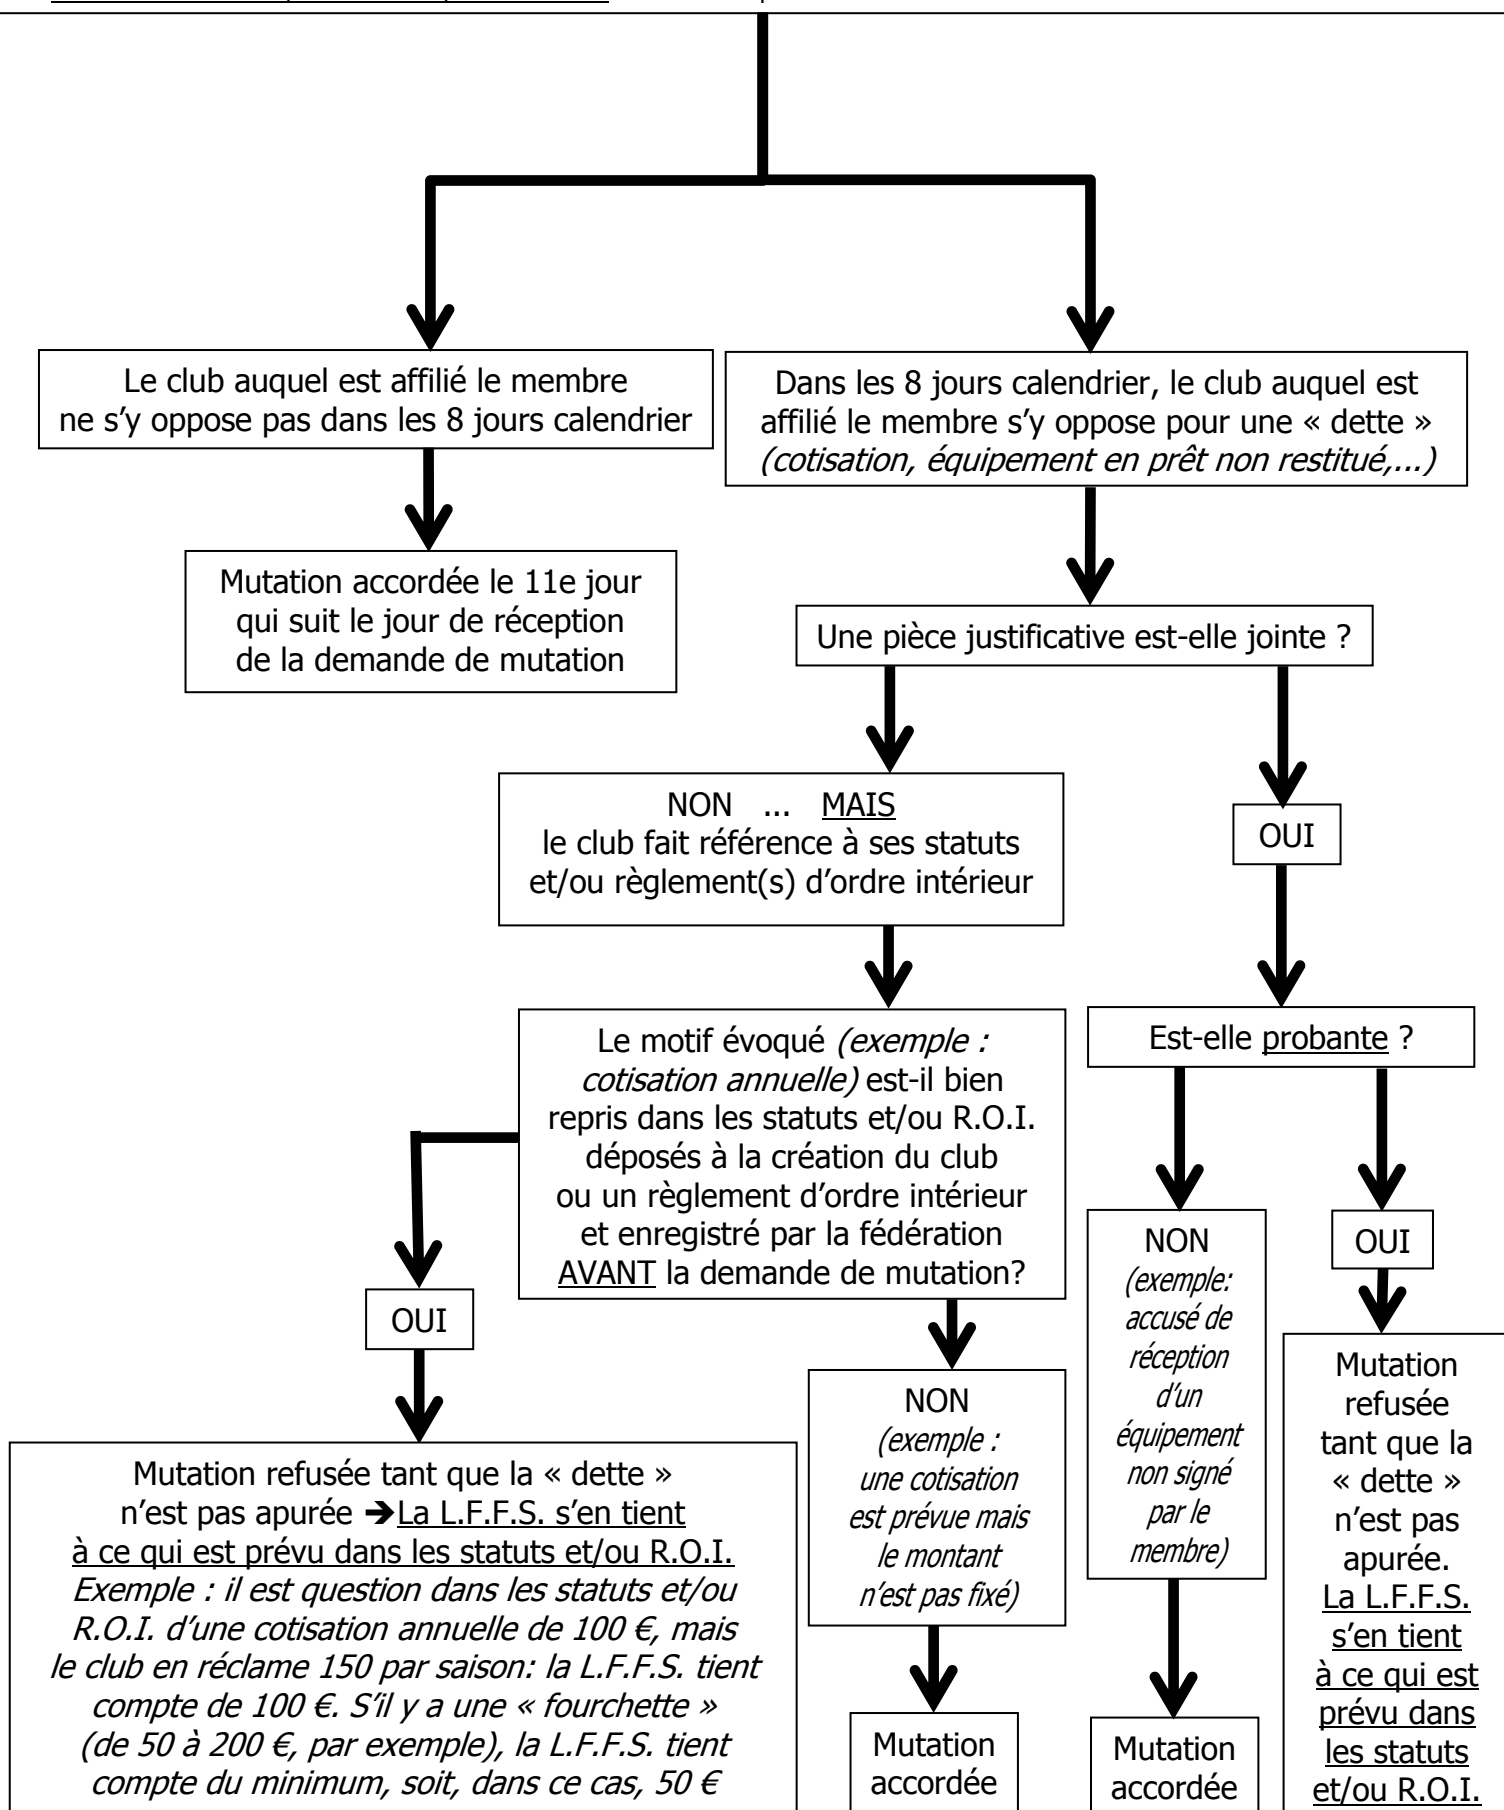 Le club auquel est affilié le membre
ne s’y oppose pas dans les 8 jours calendrier
Dans les 8 jours calendrier, le club auquel est
affilié le membre s’y oppose pour une « dette »
(cotisation, équipement en prêt non restitué,...)
Mutation accordée le 11e jour
qui suit le jour de réception
de la demande de mutation
Une pièce justificative est-elle jointe ?
NON ... MAIS
le club fait référence à ses statuts
et/ou règlement(s) d’ordre intérieur
OUI
Le motif évoqué (exemple :
cotisation annuelle) est-il bien
repris dans les statuts et/ou R.O.I.
déposés à la création du club
ou un règlement d’ordre intérieur
et enregistré par la fédération
AVANT la demande de mutation?
Est-elle probante ?
OUI
NON
(exemple :
une cotisation
est prévue mais
le montant
n’est pas fixé)
NON
(exemple:
accusé de
réception
d’un
équipement
non signé
par le
membre)
OUI
Mutation refusée tant que la « dette »
n’est pas apurée ➔La L.F.F.S. s’en tient
à ce qui est prévu dans les statuts et/ou R.O.I.
Exemple : il est question dans les statuts et/ou
R.O.I. d’une cotisation annuelle de 100 €, mais
le club en réclame 150 par saison: la L.F.F.S. tient
compte de 100 €. S’il y a une « fourchette »
(de 50 à 200 €, par exemple), la L.F.F.S. tient
compte du minimum, soit, dans ce cas, 50 €
Mutation
accordée
Mutation
accordée
Mutation
refusée
tant que la
« dette »
n’est pas
apurée.
La L.F.F.S.
s’en tient
à ce qui est
prévu dans
les statuts
et/ou R.O.I.